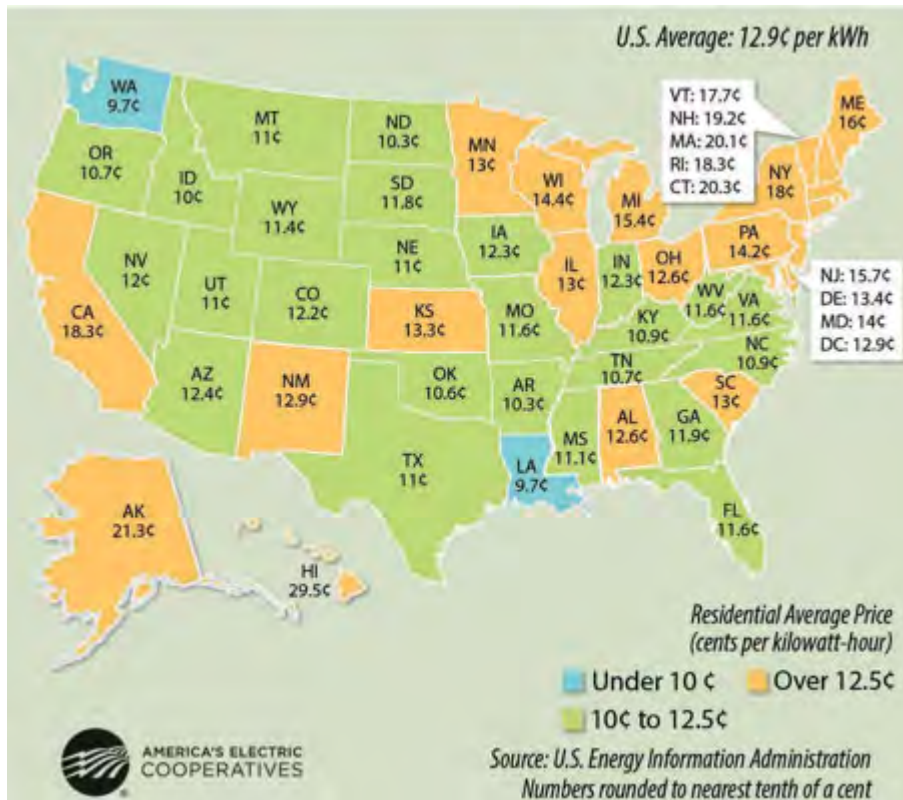 U.S. Average: 12.9¢ per kWh
WA
9.7¢
MT
11¢
ND
10.3¢
MN
13¢
VT: 17.7¢
NH: 19.2¢
MA: 20.1¢
RI: 18.3¢
CT: 20.3¢
ME
16¢
OR
10.7¢
ID
10¢
SD
11.8¢
WI
14.4¢
MI
15.4¢
NY
18¢
WY
11.4¢
IA
12.3¢
PA
14.2¢
NE
11¢
NV
12¢
UT
11¢
CO
12.2¢
IL
13¢
IN
12.3¢
OH
12.6¢
NJ: 15.7¢
DE: 13.4¢
MD: 14¢
DC: 12.9¢
CA
18.3¢
KS
13.3¢
MO
11.6¢
KY
10.9¢
WV
11.6¢
VA
11.6¢
NC
10.9¢
AZ
12.4¢
NM
12.9¢
OK
10.6¢
AR
10.3¢
TN
10.7¢
SC
13¢
MS
11.1¢
AL
12.6¢
GA
11.9¢
TX
11¢
LA
9.7¢
FL
11.6¢
AK
21.3¢
HI
29.5¢
Residential Average Price
(cents per kilowatt-hour)
Under 10 ¢
Over 12.5¢
10¢ to 12.5¢
AMERICA'S ELECTRIC
COOPERATIVES
®
Source: U.S. Energy Information Administration
Numbers rounded to nearest tenth of a cent